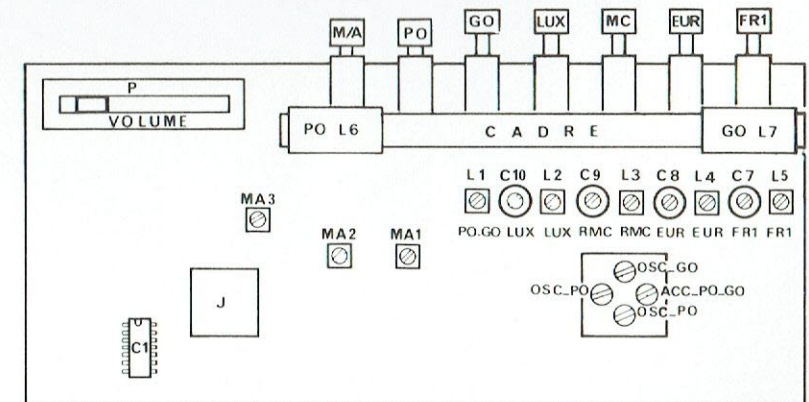 M/A PO GO LUX MC EUR FR1
P
VOLUME
PO L6 CADRE GO L7
L1 C10 L2 C9 L3 C8 L4 C7 L5
PO.GO LUX LUX RMC RMC EUR EUR FR1 FR1
MA3
MA2 MA1
OSC_GO
OSC_PO ACC_PO_GO
OSC_PO
J
C1